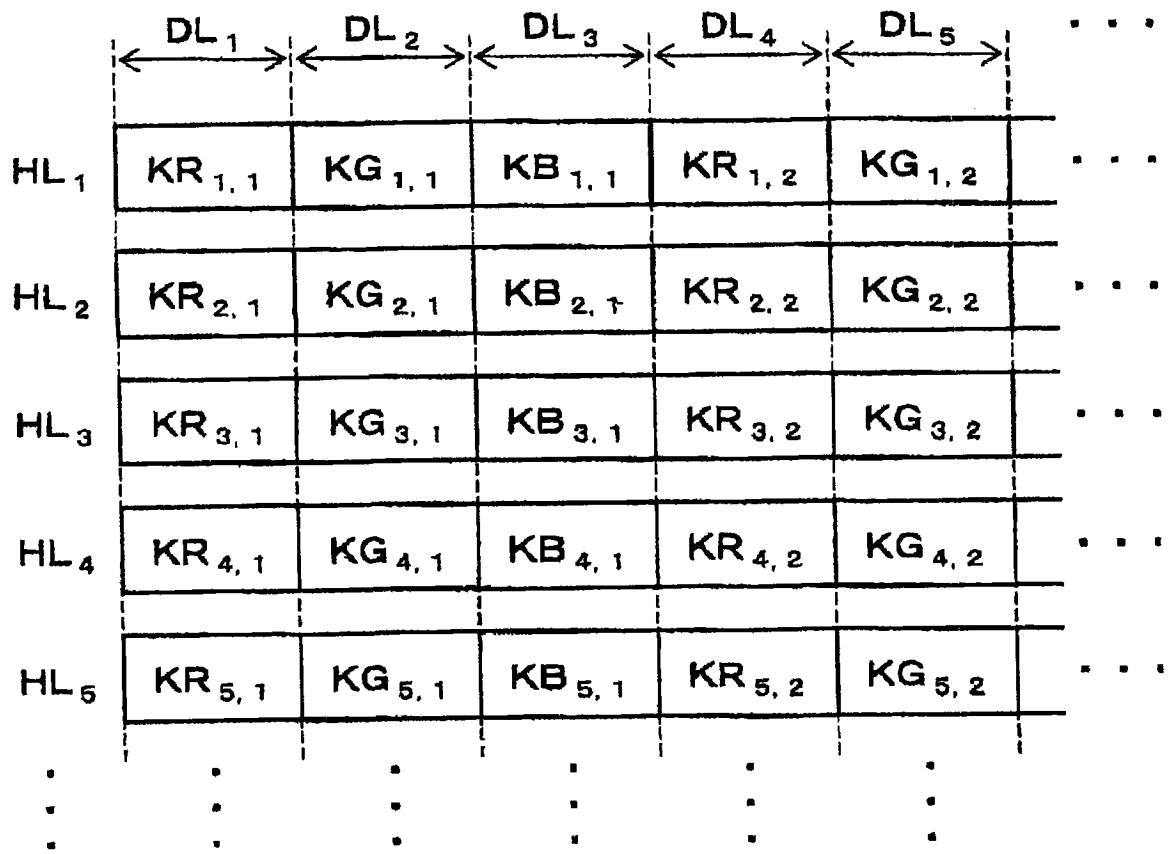 DL1 DL2 DL3 DL4 DL5 ...
HL1 KR1,1 KG1,1 KB1,1 KR1,2 KG1,2 ...
HL2 KR2,1 KG2,1 KB2,1 KR2,2 KG2,2 ...
HL3 KR3,1 KG3,1 KB3,1 KR3,2 KG3,2 ...
HL4 KR4,1 KG4,1 KB4,1 KR4,2 KG4,2 ...
HL5 KR5,1 KG5,1 KB5,1 KR5,2 KG5,2 ...